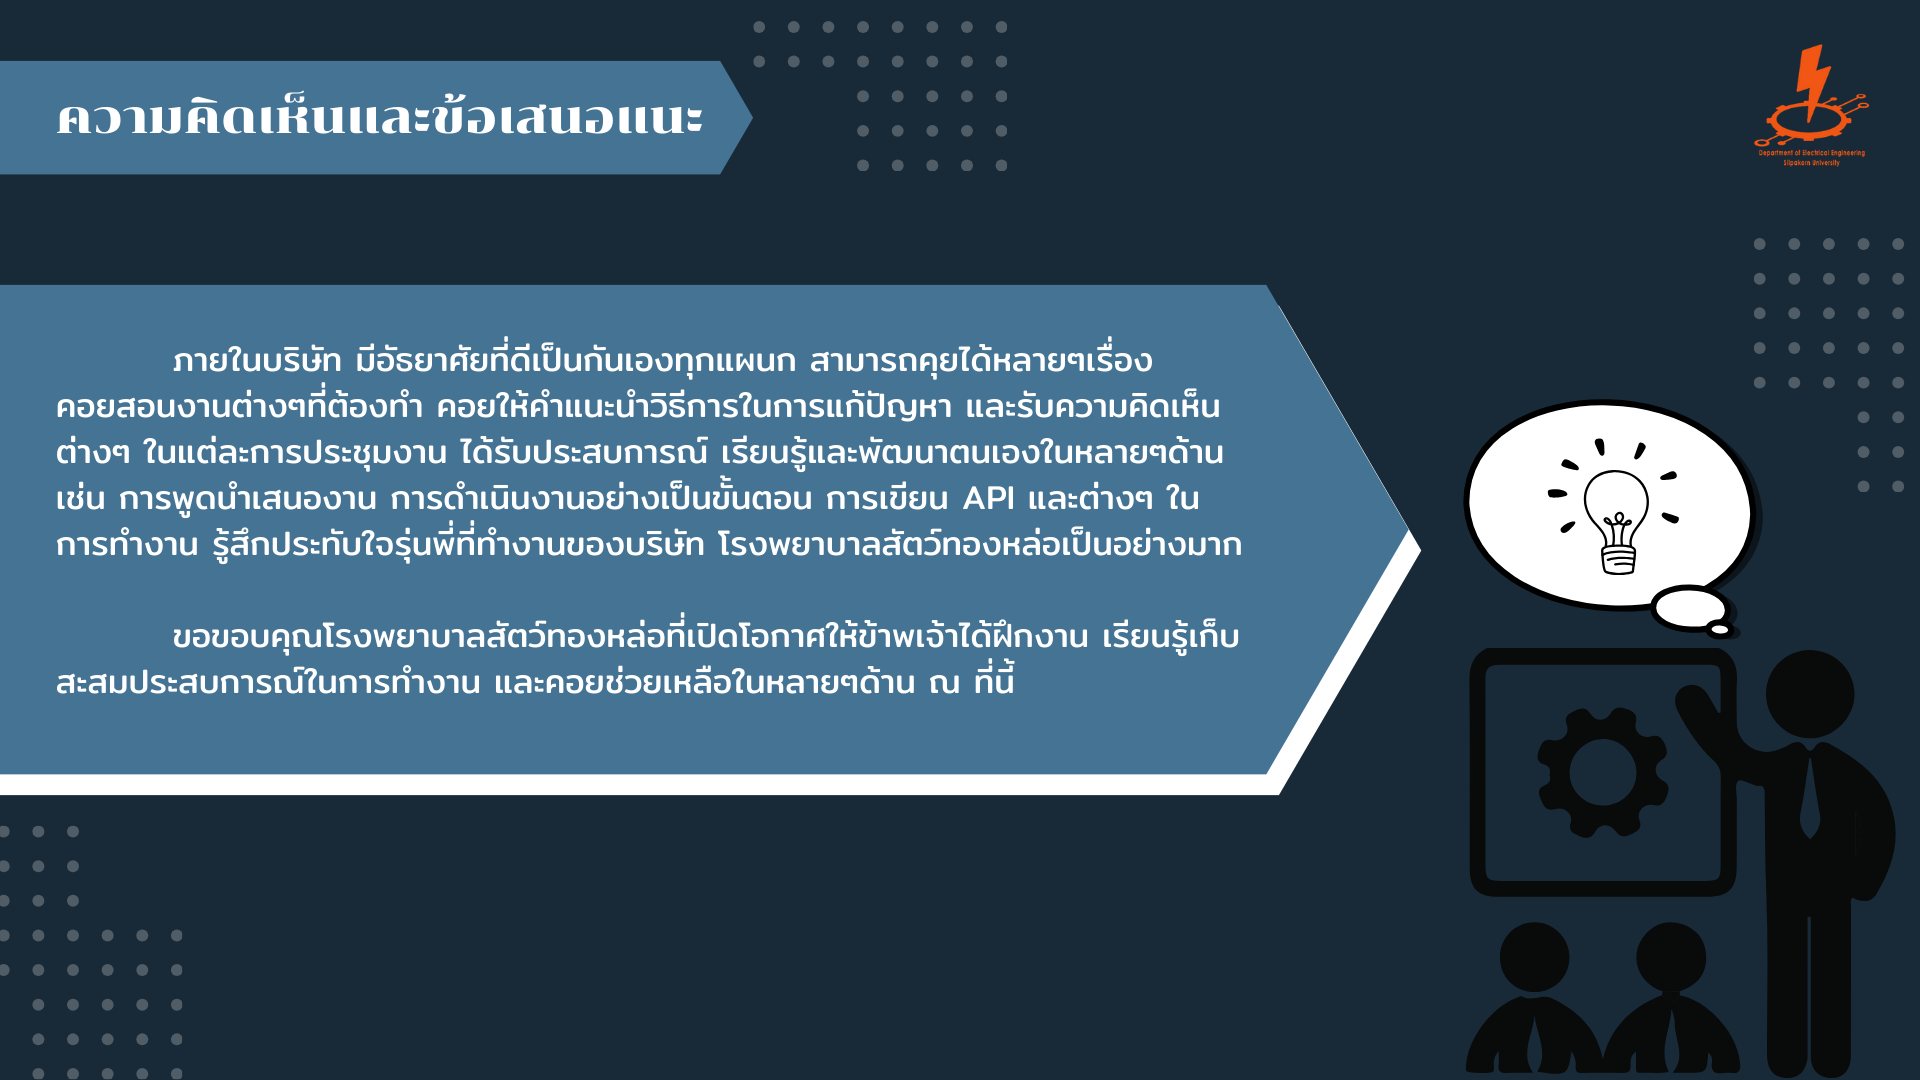 ความคิดเห็นและข้อเสนอแนะ
Department of Electrical Engineering
Silpakorn University
ภายในบริษัท มีอัธยาศัยที่ดีเป็นกันเองทุกแผนก สามารถคุยได้หลายๆเรื่อง
คอยสอนงานต่างๆที่ต้องทำ คอยให้คำแนะนำวิธีการในการแก้ปัญหา และรับความคิดเห็น
ต่างๆ ในแต่ละการประชุมงาน ได้รับประสบการณ์ เรียนรู้และพัฒนาตนเองในหลายๆด้าน
เช่น การพูดนำเสนองาน การดำเนินงานอย่างเป็นขั้นตอน การเขียน API และต่างๆ ใน
การทำงาน รู้สึกประทับใจรุ่นพี่ที่ทำงานของบริษัท โรงพยาบาลสัตว์ทองหล่อเป็นอย่างมาก
ขอขอบคุณโรงพยาบาลสัตว์ทองหล่อที่เปิดโอกาศให้ข้าพเจ้าได้ฝึกงาน เรียนรู้เก็บ
สะสมประสบการณ์ในการทำงาน และคอยช่วยเหลือในหลายๆด้าน ณ ที่นี้